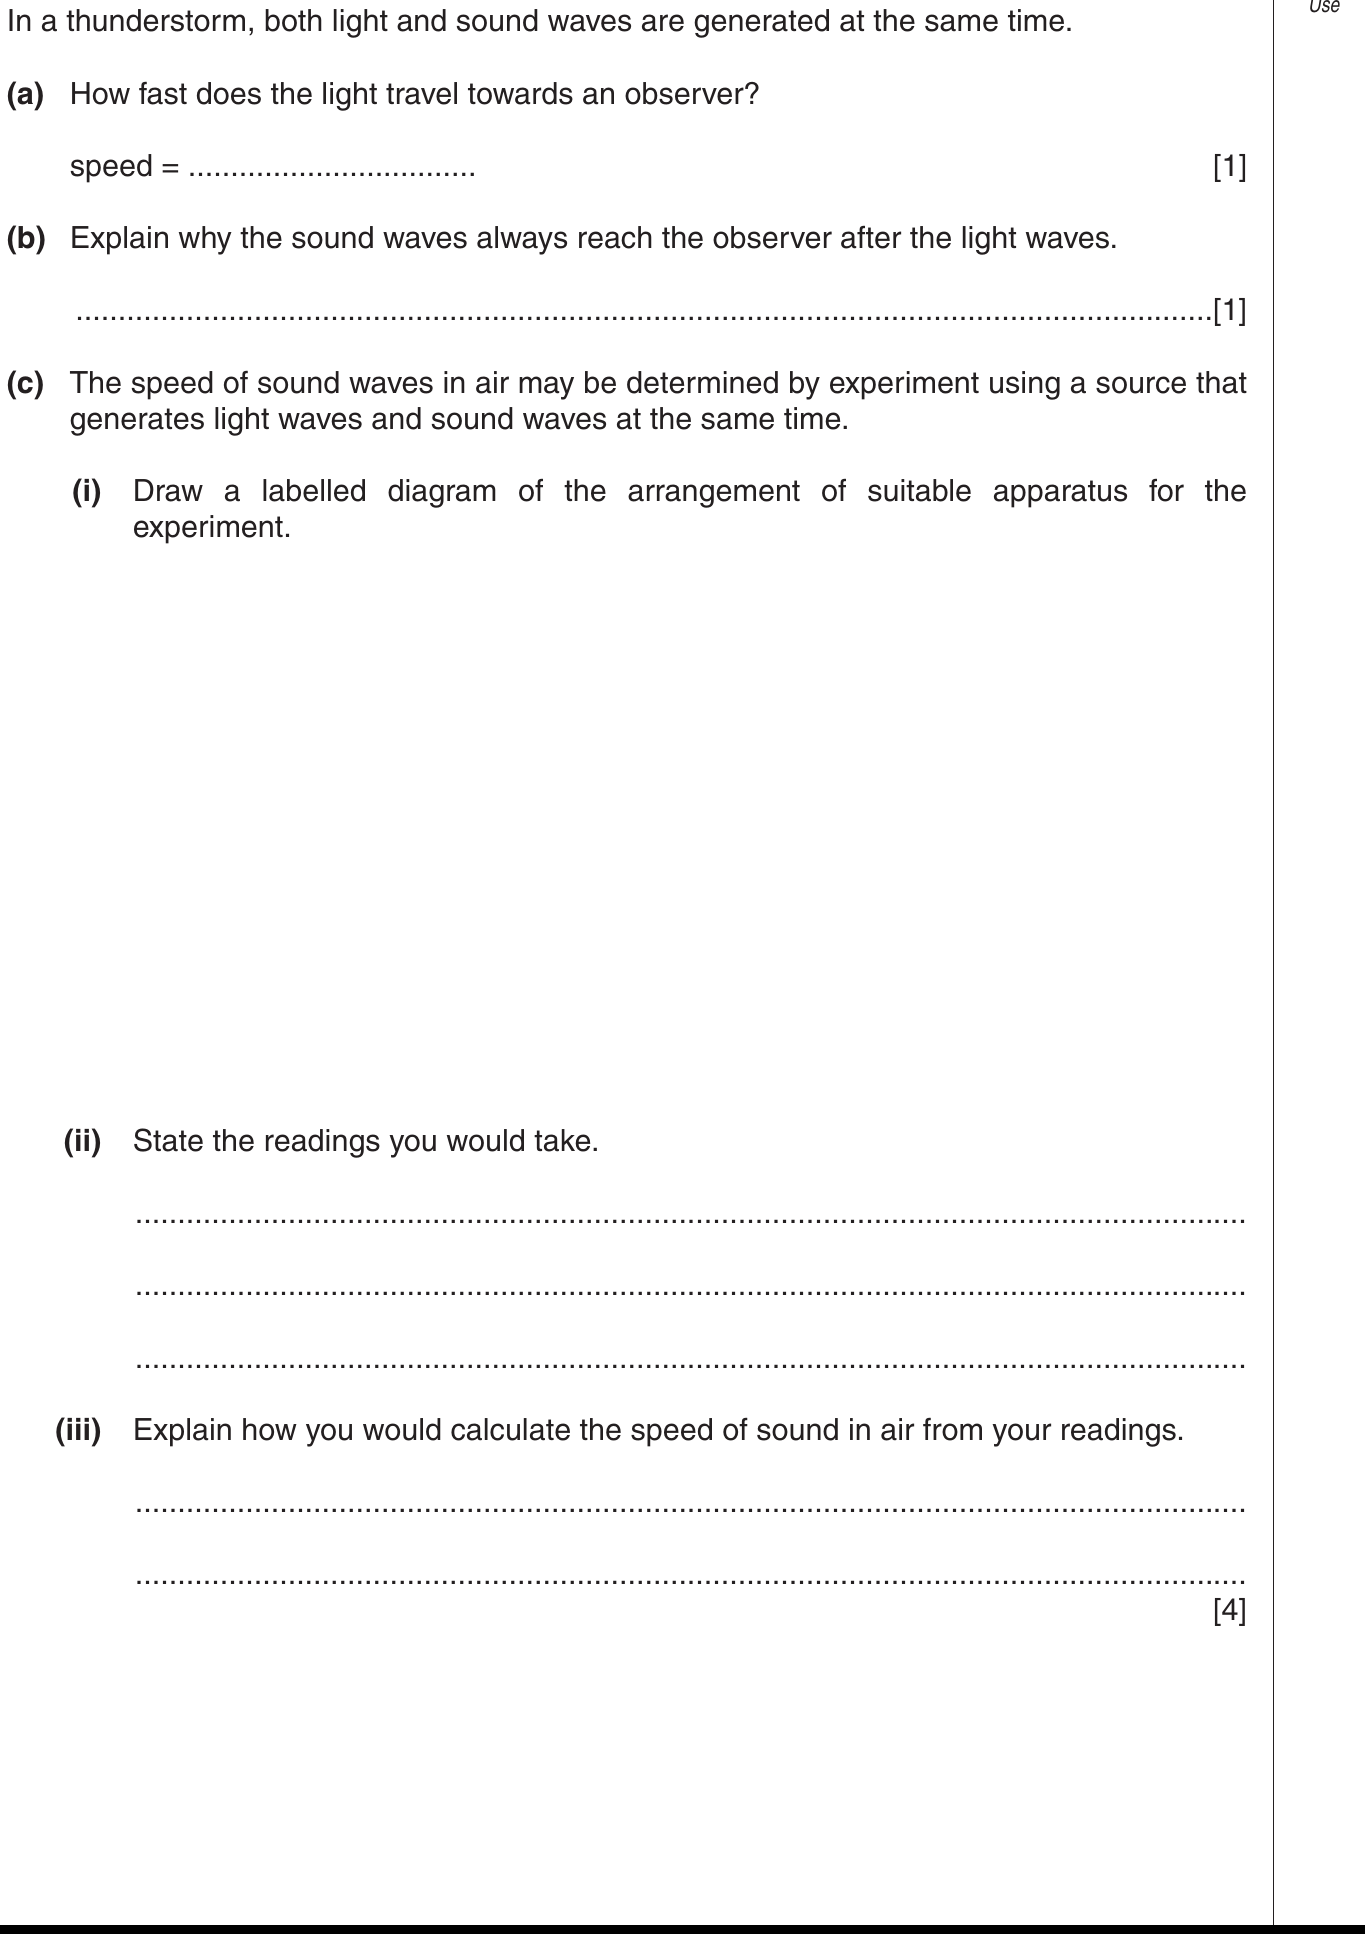 Use
In a thunderstorm, both light and sound waves are generated at the same time.
(a) How fast does the light travel towards an observer?
speed = .................................. [1]
(b) Explain why the sound waves always reach the observer after the light waves.
.......................................................................................................................................[1]
(c) The speed of sound waves in air may be determined by experiment using a source that
generates light waves and sound waves at the same time.
(i) Draw a labelled diagram of the arrangement of suitable apparatus for the
experiment.
(ii) State the readings you would take.
...................................................................................................................................
...................................................................................................................................
...................................................................................................................................
(iii) Explain how you would calculate the speed of sound in air from your readings.
...................................................................................................................................
...................................................................................................................................
[4]